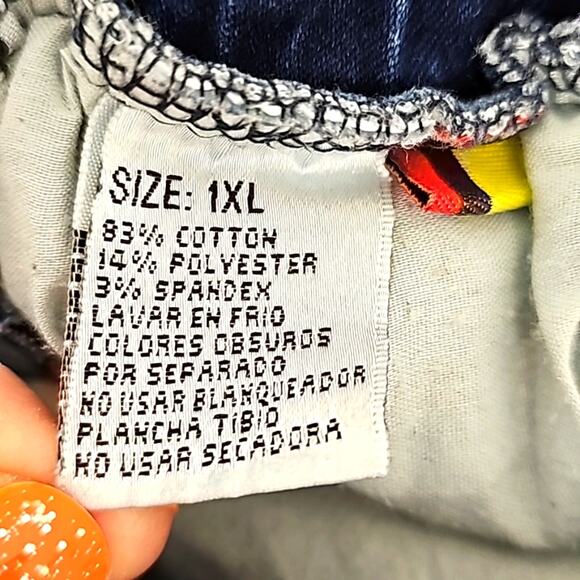 SIZE: 1XL
83% COTTON
14% POLYESTER
3% SPANDEX
LAVAR EN FRIO
COLORES OBSUROS
POR SEPARADO
NO USAR BLANQUEADOR
PLANCHA TIBIO
NO USAR SECADORA